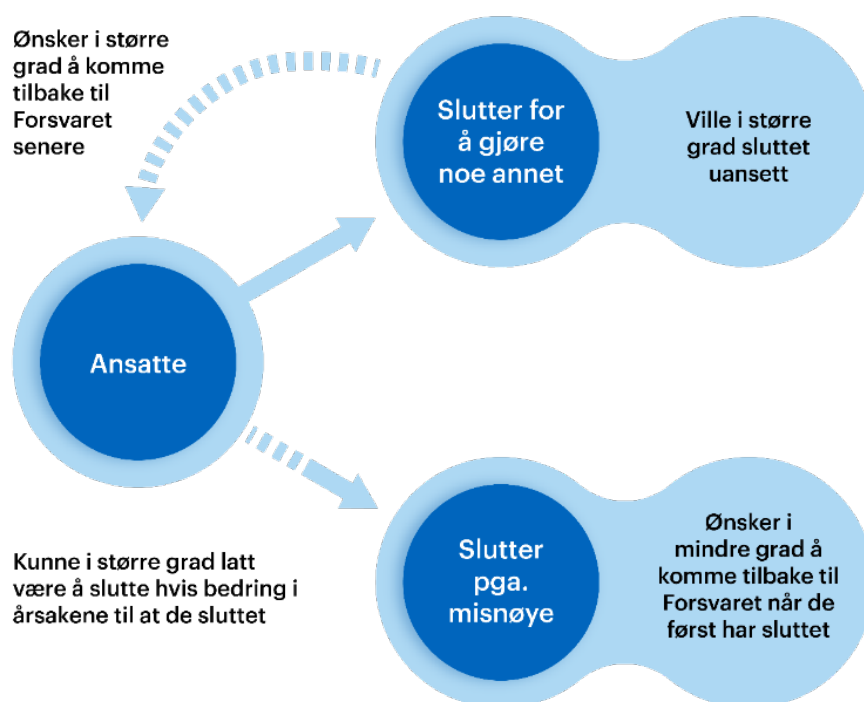 Ønsker i større
grad å komme
tilbake til
Forsvaret
senere
Slutter for
å gjøre
noe annet
Ville i større
grad sluttet
uansett
Ansatte
Kunne i større grad latt
være å slutte hvis bedring i
årsakene til at de sluttet
Slutter
pga.
misnøye
Ønsker i
mindre grad å
komme tilbake til
Forsvaret når de
først har sluttet